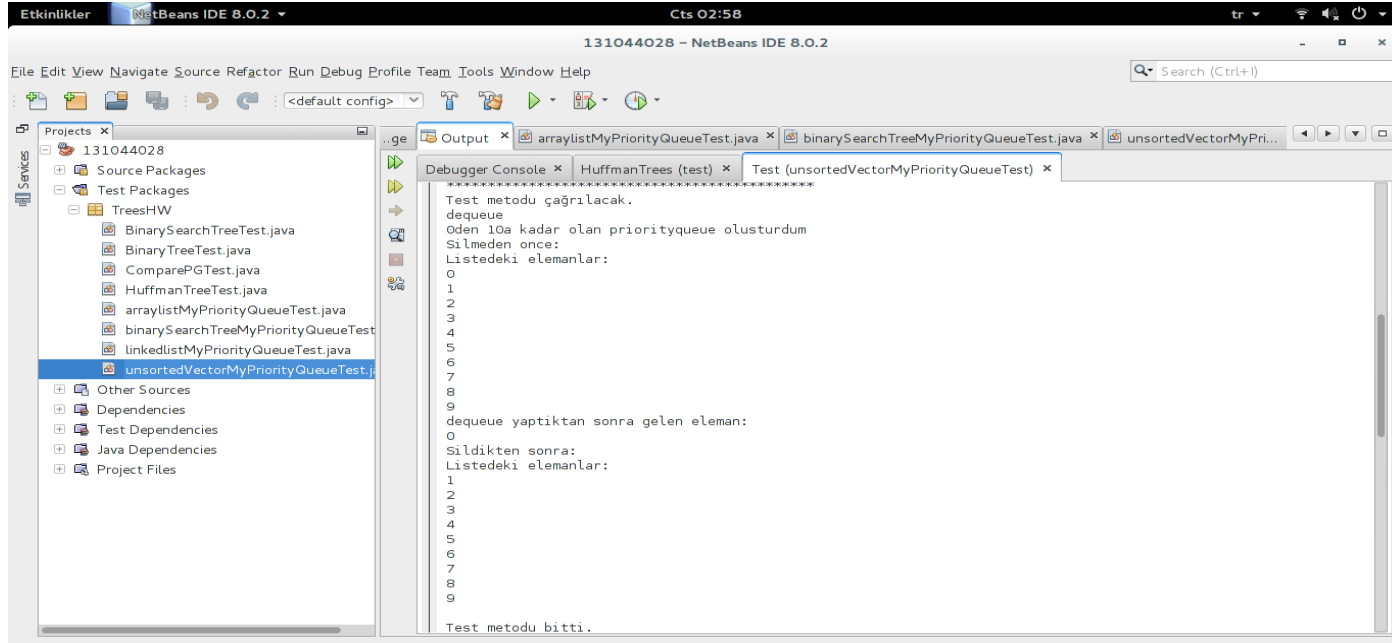 Etkinlikler NetBeans IDE 8.0.2 Cts 02:58 tr
131044028 – NetBeans IDE 8.0.2
File Edit View Navigate Source Refactor Run Debug Profile Team Tools Window Help
Search (Ctrl+I)
<default config>
Projects
Services
131044028
Source Packages
Test Packages
TreesHW
BinarySearchTreeTest.java
BinaryTreeTest.java
ComparePGTest.java
HuffmanTreeTest.java
arraylistMyPriorityQueueTest.java
binarySearchTreeMyPriorityQueueTest
linkedlistMyPriorityQueueTest.java
unsortedVectorMyPriorityQueueTest.j
Other Sources
Dependencies
Test Dependencies
Java Dependencies
Project Files
..ge Output arraylistMyPriorityQueueTest.java binarySearchTreeMyPriorityQueueTest.java unsortedVectorMyPri...
Debugger Console HuffmanTrees (test) Test (unsortedVectorMyPriorityQueueTest)
Test metodu çağrılacak.
dequeue
0den 10a kadar olan priorityqueue olusturdum
Silmeden once:
Listedeki elemanlar:
0
1
2
3
4
5
6
7
8
9
dequeue yaptiktan sonra gelen eleman:
0
Sildikten sonra:
Listedeki elemanlar:
1
2
3
4
5
6
7
8
9
Test metodu bitti.